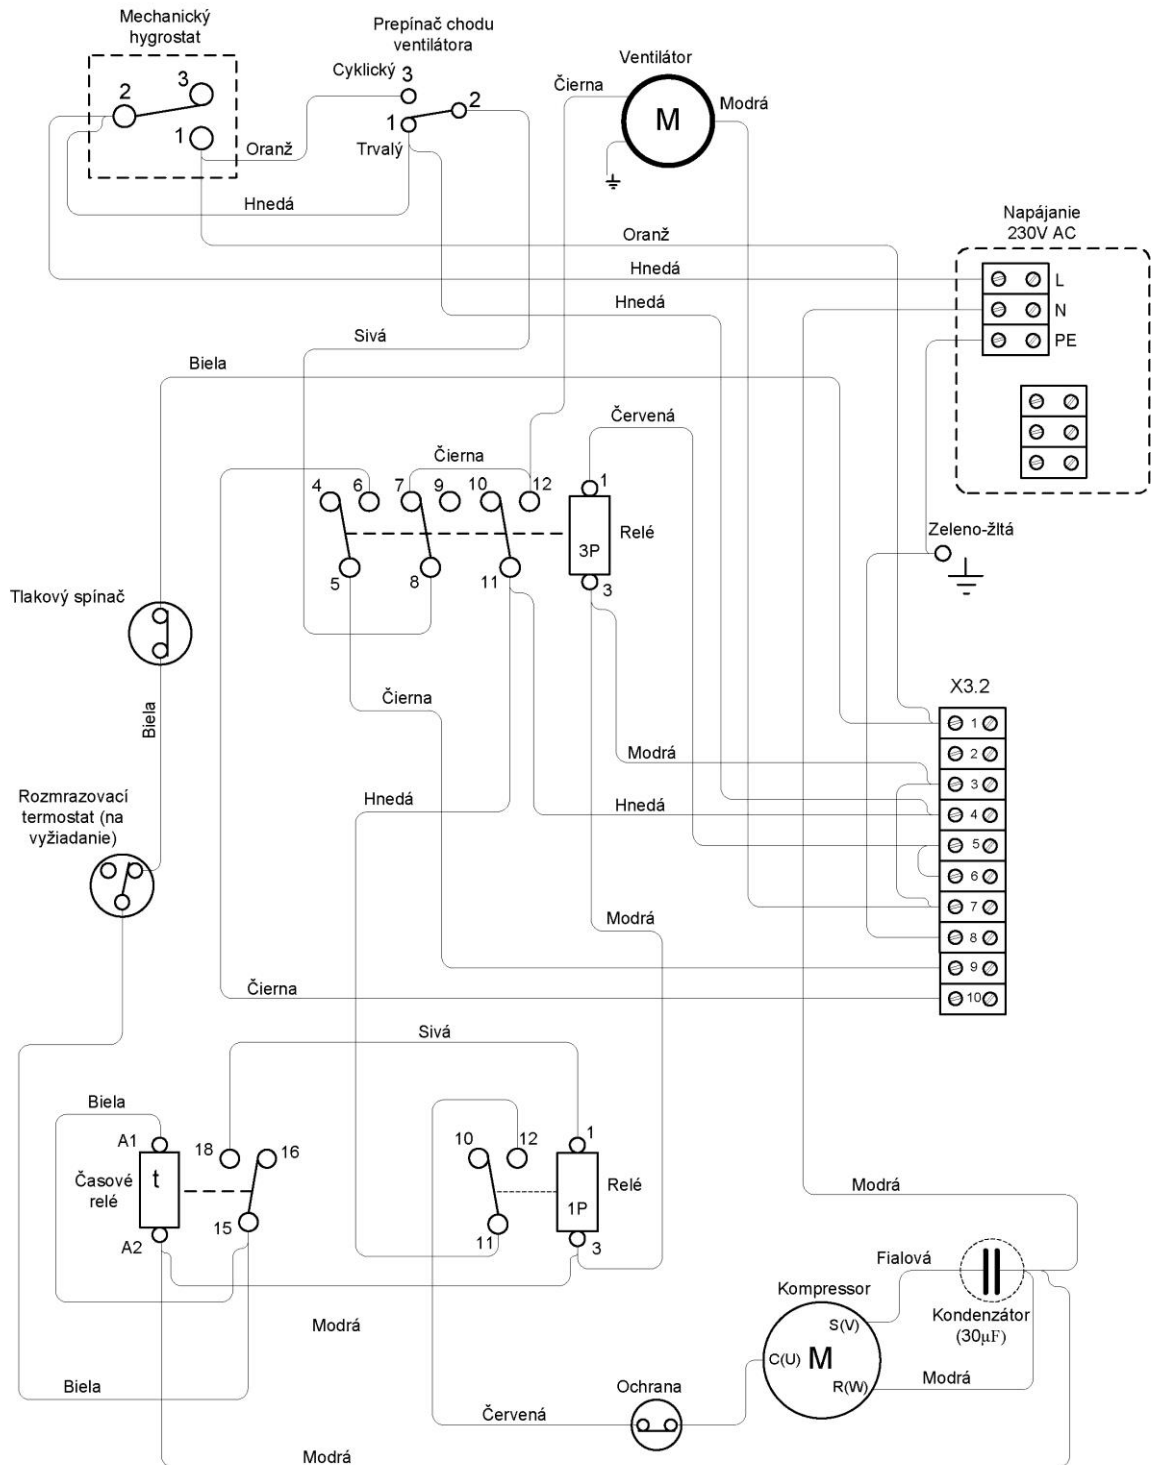 Mechanický
hygrostat
Prepínač chodu
ventilátora
Cyklický 3
2
1
Trvalý
2
3
1
Oranž
Hnedá
Ventilátor
Čierna
M
Modrá
Oranž
Hnedá
Hnedá
Napájanie
230V AC
L
N
PE
Sivá
Biela
Červená
Čierna
4
6
7
9
10
12
5
8
11
1
3P
3
Relé
Zeleno-žltá
Tlakový spínač
Čierna
Biela
Modrá
Hnedá
Hnedá
X3.2
1
2
3
4
5
6
7
8
9
10
Rozmrazovací
termostat (na
vyžiadanie)
Modrá
Čierna
Sivá
Biela
A1
t
A2
Časové
relé
18
16
15
10
12
11
1
1P
3
Relé
Modrá
Fialová
Kondenzátor
(30µF)
Kompressor
S(V)
C(U) M
R(W)
Modrá
Modrá
Biela
Ochrana
Červená
Modrá